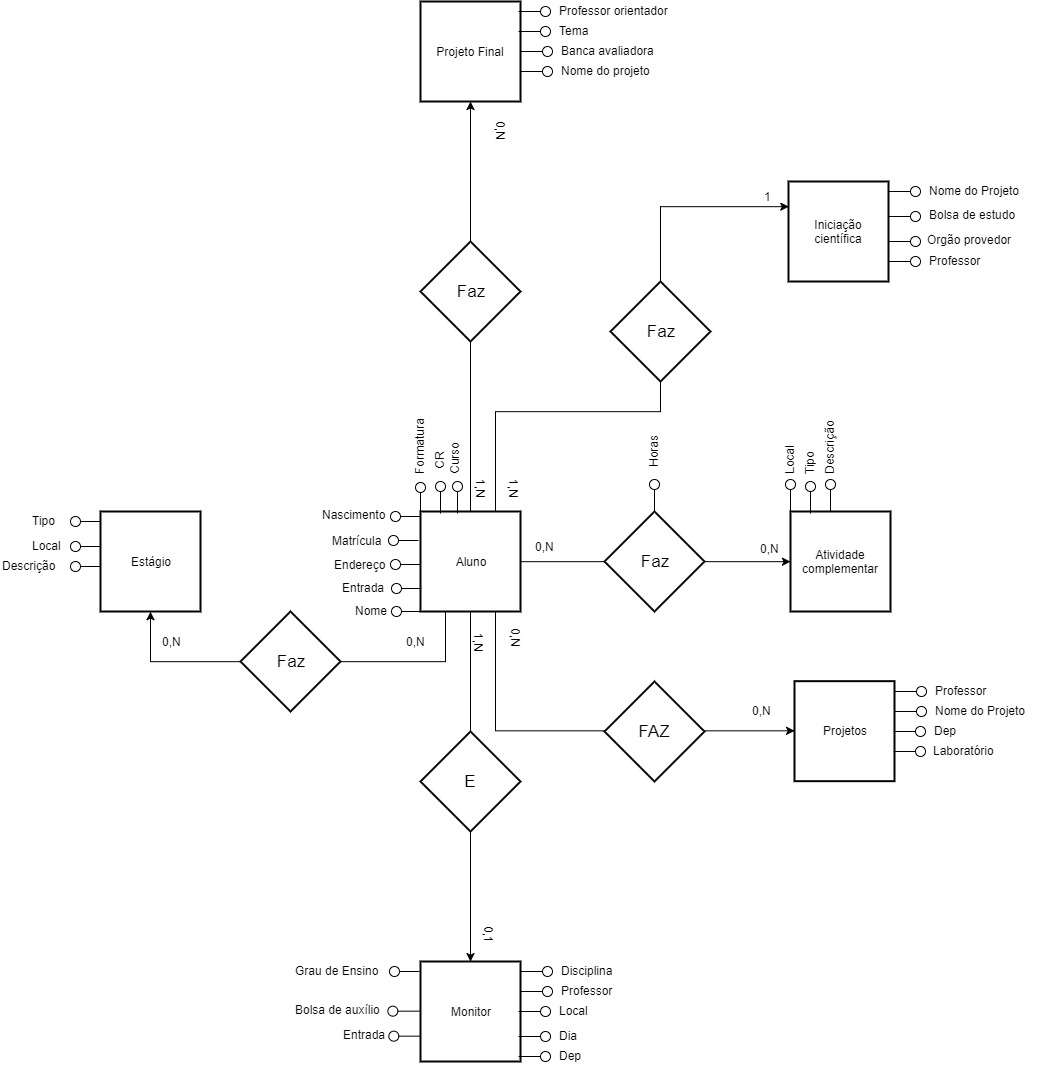 Professor orientador
Tema
Projeto Final
Banca avaliadora
Nome do projeto
0,N
Faz
1
Nome do Projeto
Bolsa de estudo
Iniciação
científica
Orgão provedor
Professor
Faz
Formatura
CR
Curso
1,N
1,N
Horas
Local
Tipo
Descrição
Tipo
Local
Descrição
Estágio
Nascimento
Matrícula
Endereço
Entrada
Nome
Aluno
0,N
Faz
0,N
Atividade
complementar
0,N
Faz
0,N
1,N
0,N
FAZ
0,N
Projetos
Professor
Nome do Projeto
Dep
Laboratório
E
0,1
Grau de Ensino
Bolsa de auxílio
Entrada
Monitor
Disciplina
Professor
Local
Dia
Dep